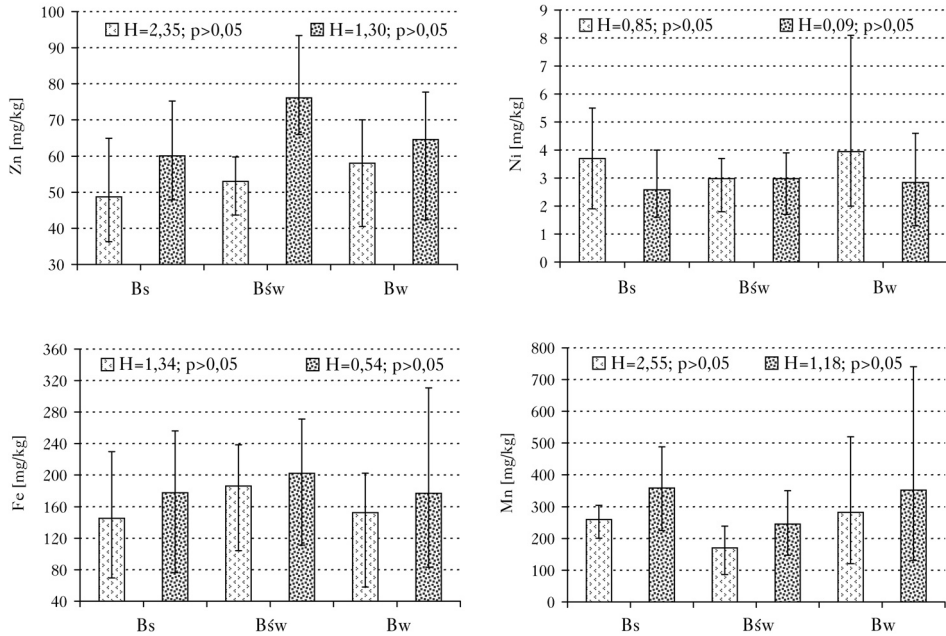 Zn [mg/kg]
100
90
80
70
60
50
40
30
H=2,35; p>0,05
H=1,30; p>0,05
Bs
Bśw
Bw
Ni [mg/kg]
9
8
7
6
5
4
3
2
1
0
H=0,85; p>0,05
H=0,09; p>0,05
Bs
Bśw
Bw
Fe [mg/kg]
360
320
280
240
200
160
120
80
40
H=1,34; p>0,05
H=0,54; p>0,05
Bs
Bśw
Bw
Mn [mg/kg]
800
700
600
500
400
300
200
100
0
H=2,55; p>0,05
H=1,18; p>0,05
Bs
Bśw
Bw